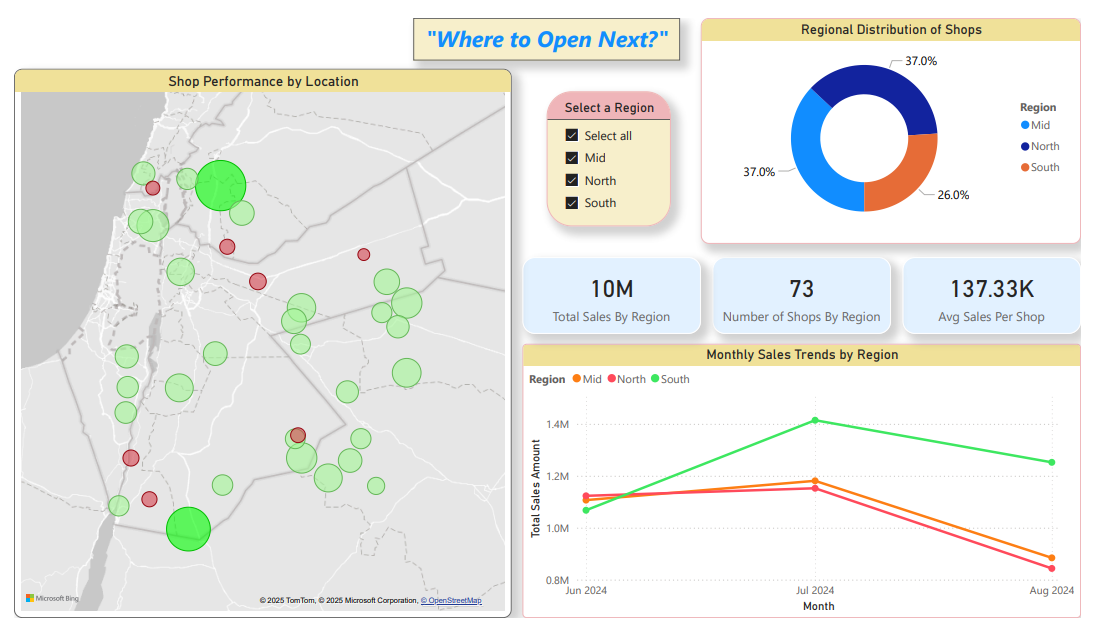 "Where to Open Next?"
Shop Performance by Location
Microsoft Bing
© 2025 TomTom, © 2025 Microsoft Corporation, © OpenStreetMap
Select a Region
Select all
Mid
North
South
Regional Distribution of Shops
37.0%
37.0%
26.0%
Region
Mid
North
South
10M
Total Sales By Region
73
Number of Shops By Region
137.33K
Avg Sales Per Shop
Monthly Sales Trends by Region
Region Mid North South
Total Sales Amount
1.4M
1.2M
1.0M
0.8M
Jun 2024 Jul 2024 Aug 2024
Month